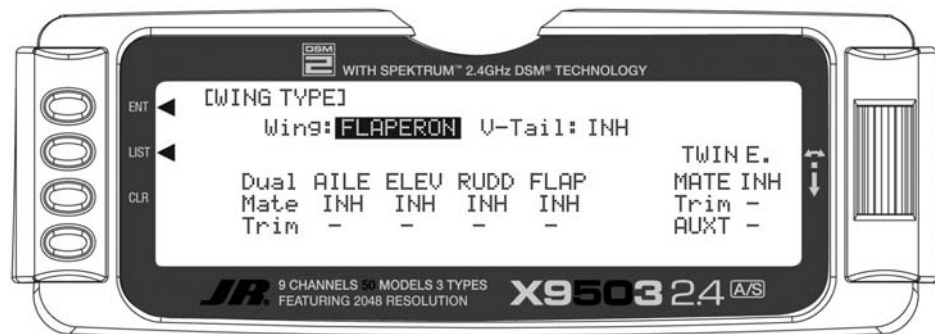 DSM
2 WITH SPEKTRUM™ 2.4GHz DSM® TECHNOLOGY
ENT
LIST
CLR
[WING TYPE]
Wing: FLAPERON V-Tail: INH
TWIN E.
Dual AILE ELEV RUDD FLAP MATE INH
Mate INH INH INH INH Trim -
Trim - - - - AUXT -
JR® 9 CHANNELS 50 MODELS 3 TYPES
FEATURING 2048 RESOLUTION
X9503 2.4 A/S